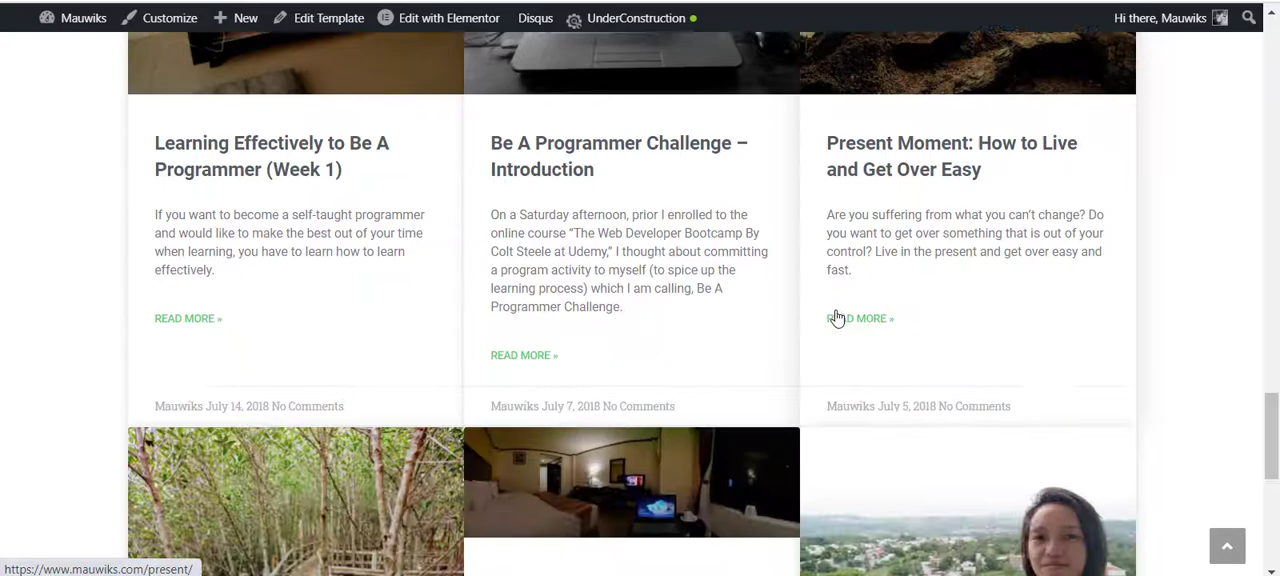 Mauwiks Customize New Edit Template Edit with Elementor Disqus UnderConstruction Hi there, Mauwiks
Learning Effectively to Be A
Programmer (Week 1)
If you want to become a self-taught programmer
and would like to make the best out of your time
when learning, you have to learn how to learn
effectively.
READ MORE »
Mauwiks July 14, 2018 No Comments
Be A Programmer Challenge –
Introduction
On a Saturday afternoon, prior I enrolled to the
online course “The Web Developer Bootcamp By
Colt Steele at Udemy,” I thought about committing
a program activity to myself (to spice up the
learning process) which I am calling, Be A
Programmer Challenge.
READ MORE »
Mauwiks July 7, 2018 No Comments
Present Moment: How to Live
and Get Over Easy
Are you suffering from what you can’t change? Do
you want to get over something that is out of your
control? Live in the present and get over easy and
fast.
READ MORE »
Mauwiks July 5, 2018 No Comments
https://www.mauwiks.com/present/